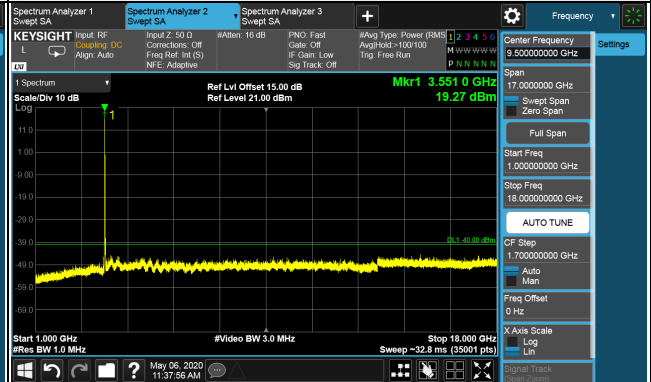 Spectrum Analyzer 1
Swept SA
Spectrum Analyzer 2
Swept SA
Spectrum Analyzer 3
Swept SA
+
Frequency
KEYSIGHT
L
LXI
Input: RF
Coupling: DC
Align: Auto
Input Z: 50 Ω
Corrections: Off
Freq Ref: Int (S)
NFE: Adaptive
#Atten: 16 dB
PNO: Fast
Gate: Off
IF Gain: Low
Sig Track: Off
#Avg Type: Power (RMS
Avg|Hold:>100/100
Trig: Free Run
1 2 3 4 5 6
M W W W W W
P N N N N N
1 Spectrum
Scale/Div 10 dB
Ref Lvl Offset 15.00 dB
Ref Level 21.00 dBm
Mkr1 3.551 0 GHz
19.27 dBm
Log
1
11.0
1.00
-9.00
-19.0
-29.0
-39.0
-49.0
-59.0
-69.0
DL1 -40.00 dBm
Start 1.000 GHz
#Res BW 1.0 MHz
#Video BW 3.0 MHz
Stop 18.000 GHz
Sweep ~32.8 ms (35001 pts)
?
May 06, 2020
11:37:56 AM
Center Frequency
9.500000000 GHz
Settings
Span
17.0000000 GHz
Swept Span
Zero Span
Full Span
Start Freq
1.000000000 GHz
Stop Freq
18.000000000 GHz
AUTO TUNE
CF Step
1.700000000 GHz
Auto
Man
Freq Offset
0 Hz
X Axis Scale
Log
Lin
Signal Track
(Span Zoom)